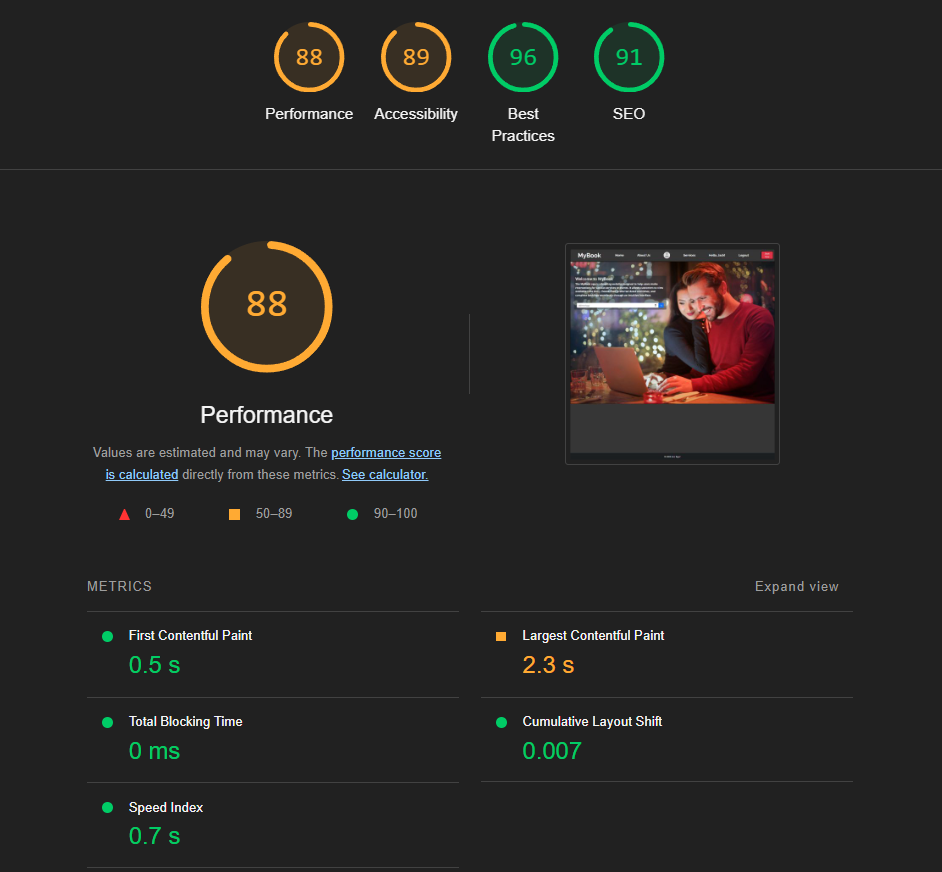 88
89
96
91
Performance
Accessibility
Best
Practices
SEO
88
Performance
Values are estimated and may vary. The performance score
is calculated directly from these metrics. See calculator.
0–49
50–89
90–100
MyBook
Home
About Us
Services
Logout
Welcome to MyBook
METRICS
Expand view
First Contentful Paint
0.5 s
Largest Contentful Paint
2.3 s
Total Blocking Time
0 ms
Cumulative Layout Shift
0.007
Speed Index
0.7 s